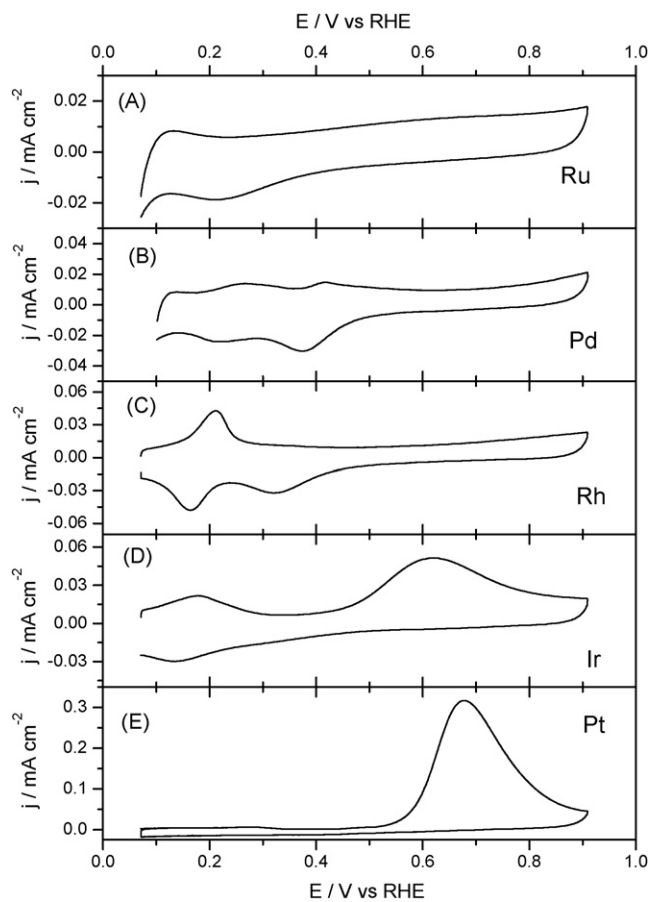 E / V vs RHE
0.0 0.2 0.4 0.6 0.8 1.0
(A)
0.02
0.00
-0.02
j / mA cm-2
Ru
(B)
0.04
0.02
0.00
-0.02
-0.04
j / mA cm-2
Pd
(C)
0.06
0.03
0.00
-0.03
-0.06
j / mA cm-2
Rh
(D)
0.06
0.03
0.00
-0.03
j / mA cm-2
Ir
(E)
Pt
0.3
0.2
0.1
0.0
j / mA cm-2
0.0 0.2 0.4 0.6 0.8 1.0
E / V vs RHE